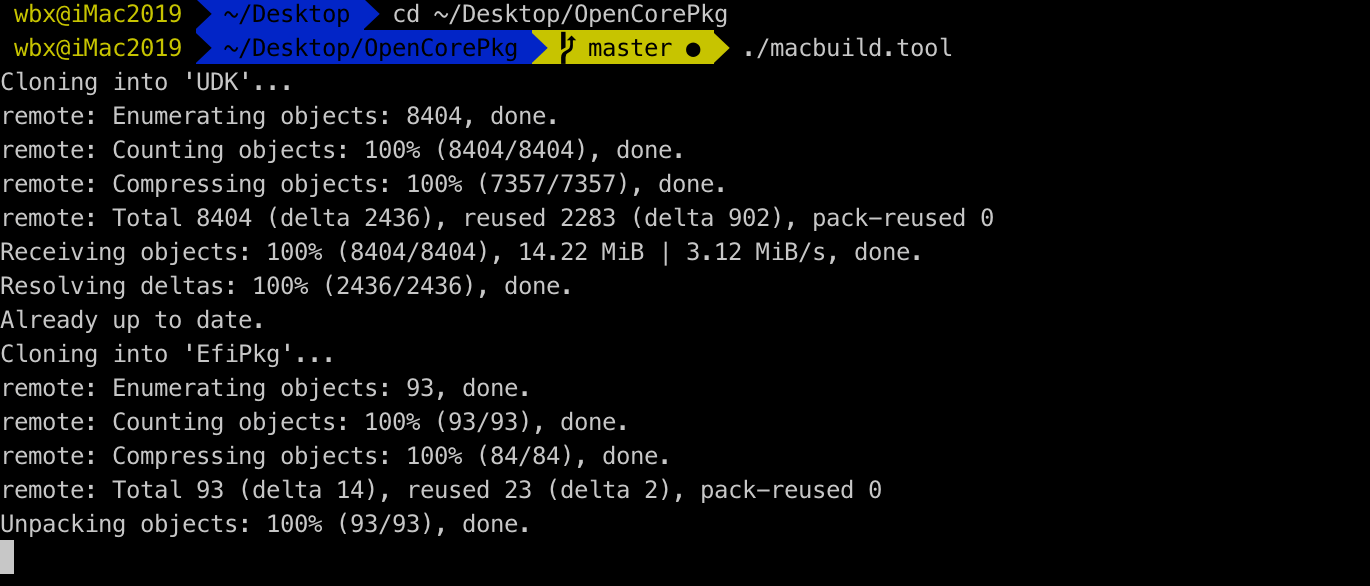 wbx@iMac2019 ~/Desktop cd ~/Desktop/OpenCorePkg
wbx@iMac2019 ~/Desktop/OpenCorePkg master ● ./macbuild.tool
Cloning into 'UDK'...
remote: Enumerating objects: 8404, done.
remote: Counting objects: 100% (8404/8404), done.
remote: Compressing objects: 100% (7357/7357), done.
remote: Total 8404 (delta 2436), reused 2283 (delta 902), pack-reused 0
Receiving objects: 100% (8404/8404), 14.22 MiB | 3.12 MiB/s, done.
Resolving deltas: 100% (2436/2436), done.
Already up to date.
Cloning into 'EfiPkg'...
remote: Enumerating objects: 93, done.
remote: Counting objects: 100% (93/93), done.
remote: Compressing objects: 100% (84/84), done.
remote: Total 93 (delta 14), reused 23 (delta 2), pack-reused 0
Unpacking objects: 100% (93/93), done.